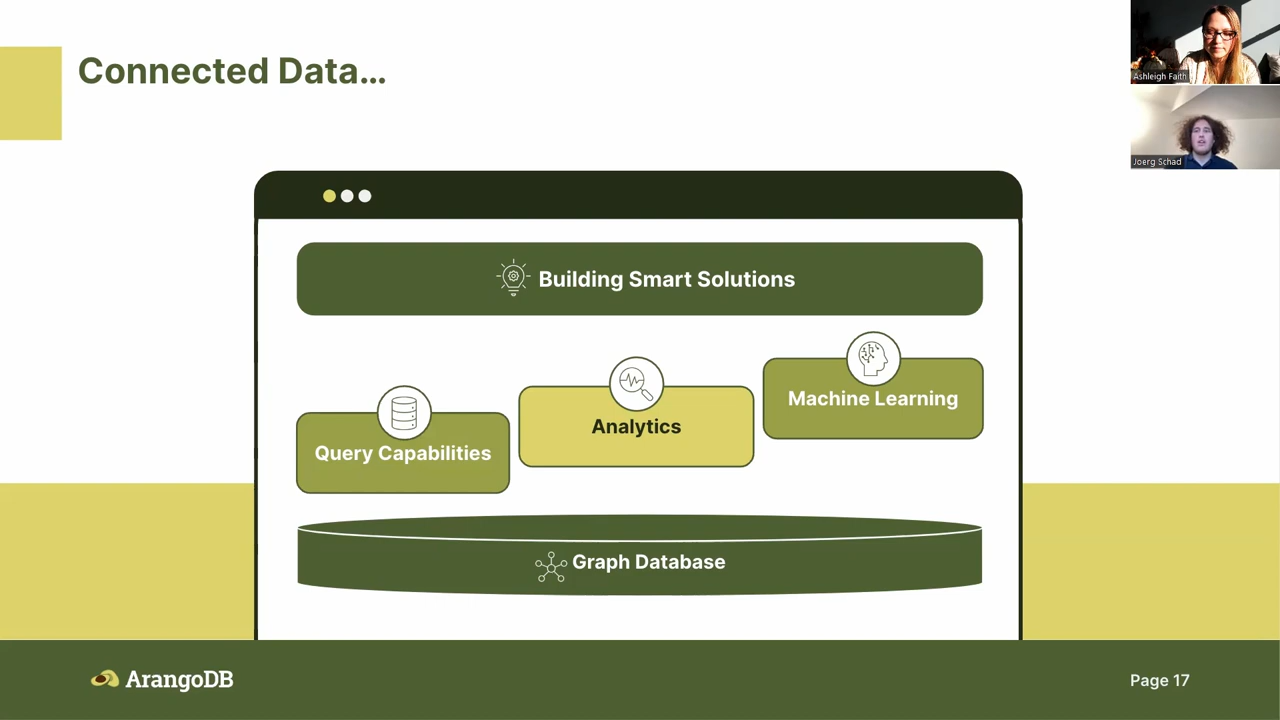 Connected Data...
Ashleigh Faith
Joerg Schad
Building Smart Solutions
Machine Learning
Analytics
Query Capabilities
Graph Database
ArangoDB
Page 17